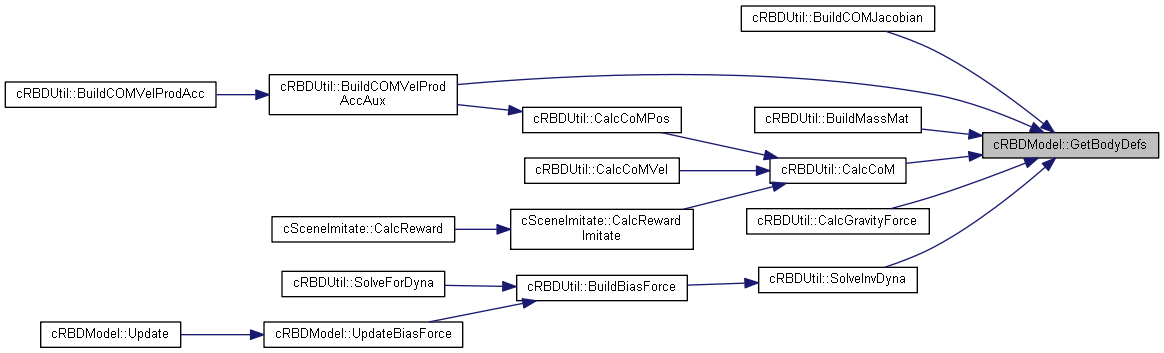 cRBDUtil::BuildCOMJacobian
cRBDUtil::BuildCOMVelProd
AccAux
cRBDUtil::BuildCOMVelProdAcc
cRBDUtil::CalcCoMPos
cRBDUtil::BuildMassMat
cRBDModel::GetBodyDefs
cRBDUtil::CalcCoMVel
cRBDUtil::CalcCoM
cSceneImitate::CalcReward
cSceneImitate::CalcReward
Imitate
cRBDUtil::CalcGravityForce
cRBDUtil::SolveForDyna
cRBDUtil::BuildBiasForce
cRBDUtil::SolveInvDyna
cRBDModel::Update
cRBDModel::UpdateBiasForce